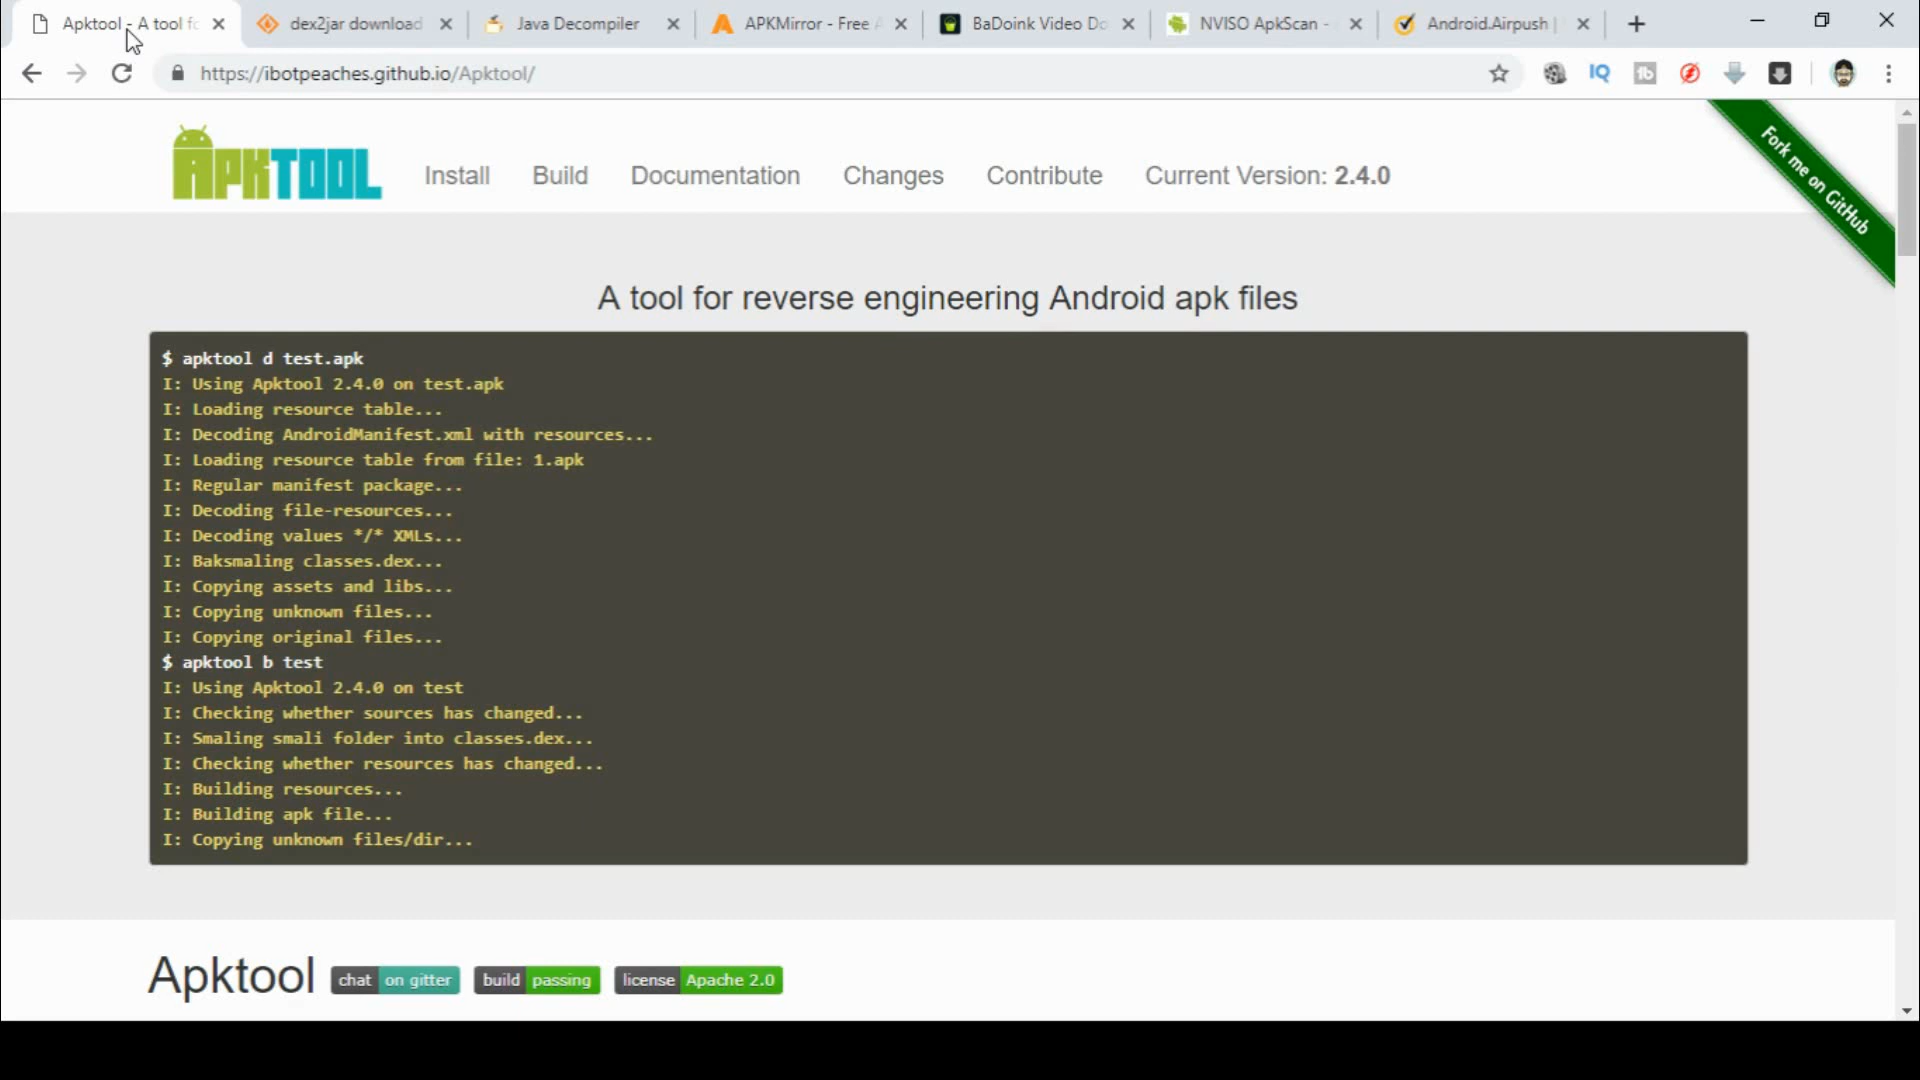 Apktool - A tool fo
dex2jar download
Java Decompiler
APKMirror - Free A
BaDoink Video Do
NVISO ApkScan -
Android.Airpush |
https://ibotpeaches.github.io/Apktool/
IQ
APKTOOL
Install
Build
Documentation
Changes
Contribute
Current Version: 2.4.0
Fork me on GitHub
A tool for reverse engineering Android apk files
$ apktool d test.apk
I: Using Apktool 2.4.0 on test.apk
I: Loading resource table...
I: Decoding AndroidManifest.xml with resources...
I: Loading resource table from file: 1.apk
I: Regular manifest package...
I: Decoding file-resources...
I: Decoding values */* XMLs...
I: Baksmaling classes.dex...
I: Copying assets and libs...
I: Copying unknown files...
I: Copying original files...
$ apktool b test
I: Using Apktool 2.4.0 on test
I: Checking whether sources has changed...
I: Smaling smali folder into classes.dex...
I: Checking whether resources has changed...
I: Building resources...
I: Building apk file...
I: Copying unknown files/dir...
Apktool
chat on gitter
build passing
license Apache 2.0